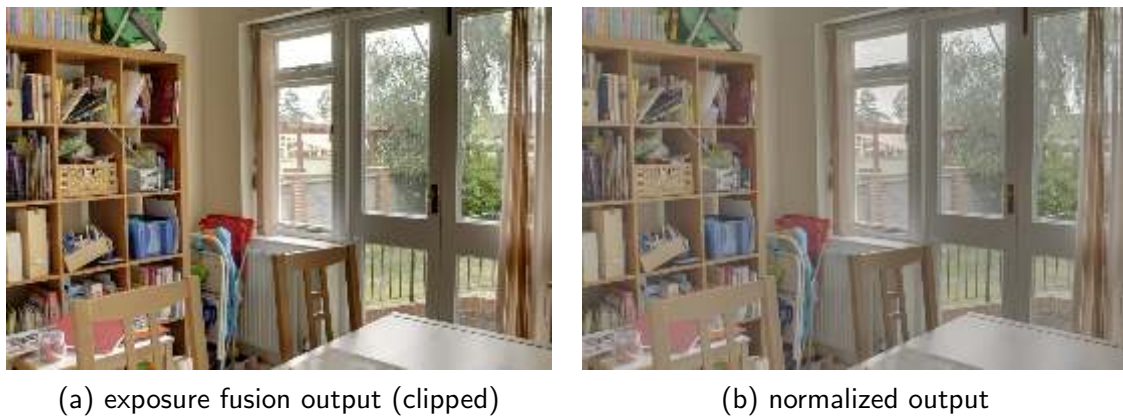 (a) exposure fusion output (clipped)
(b) normalized output